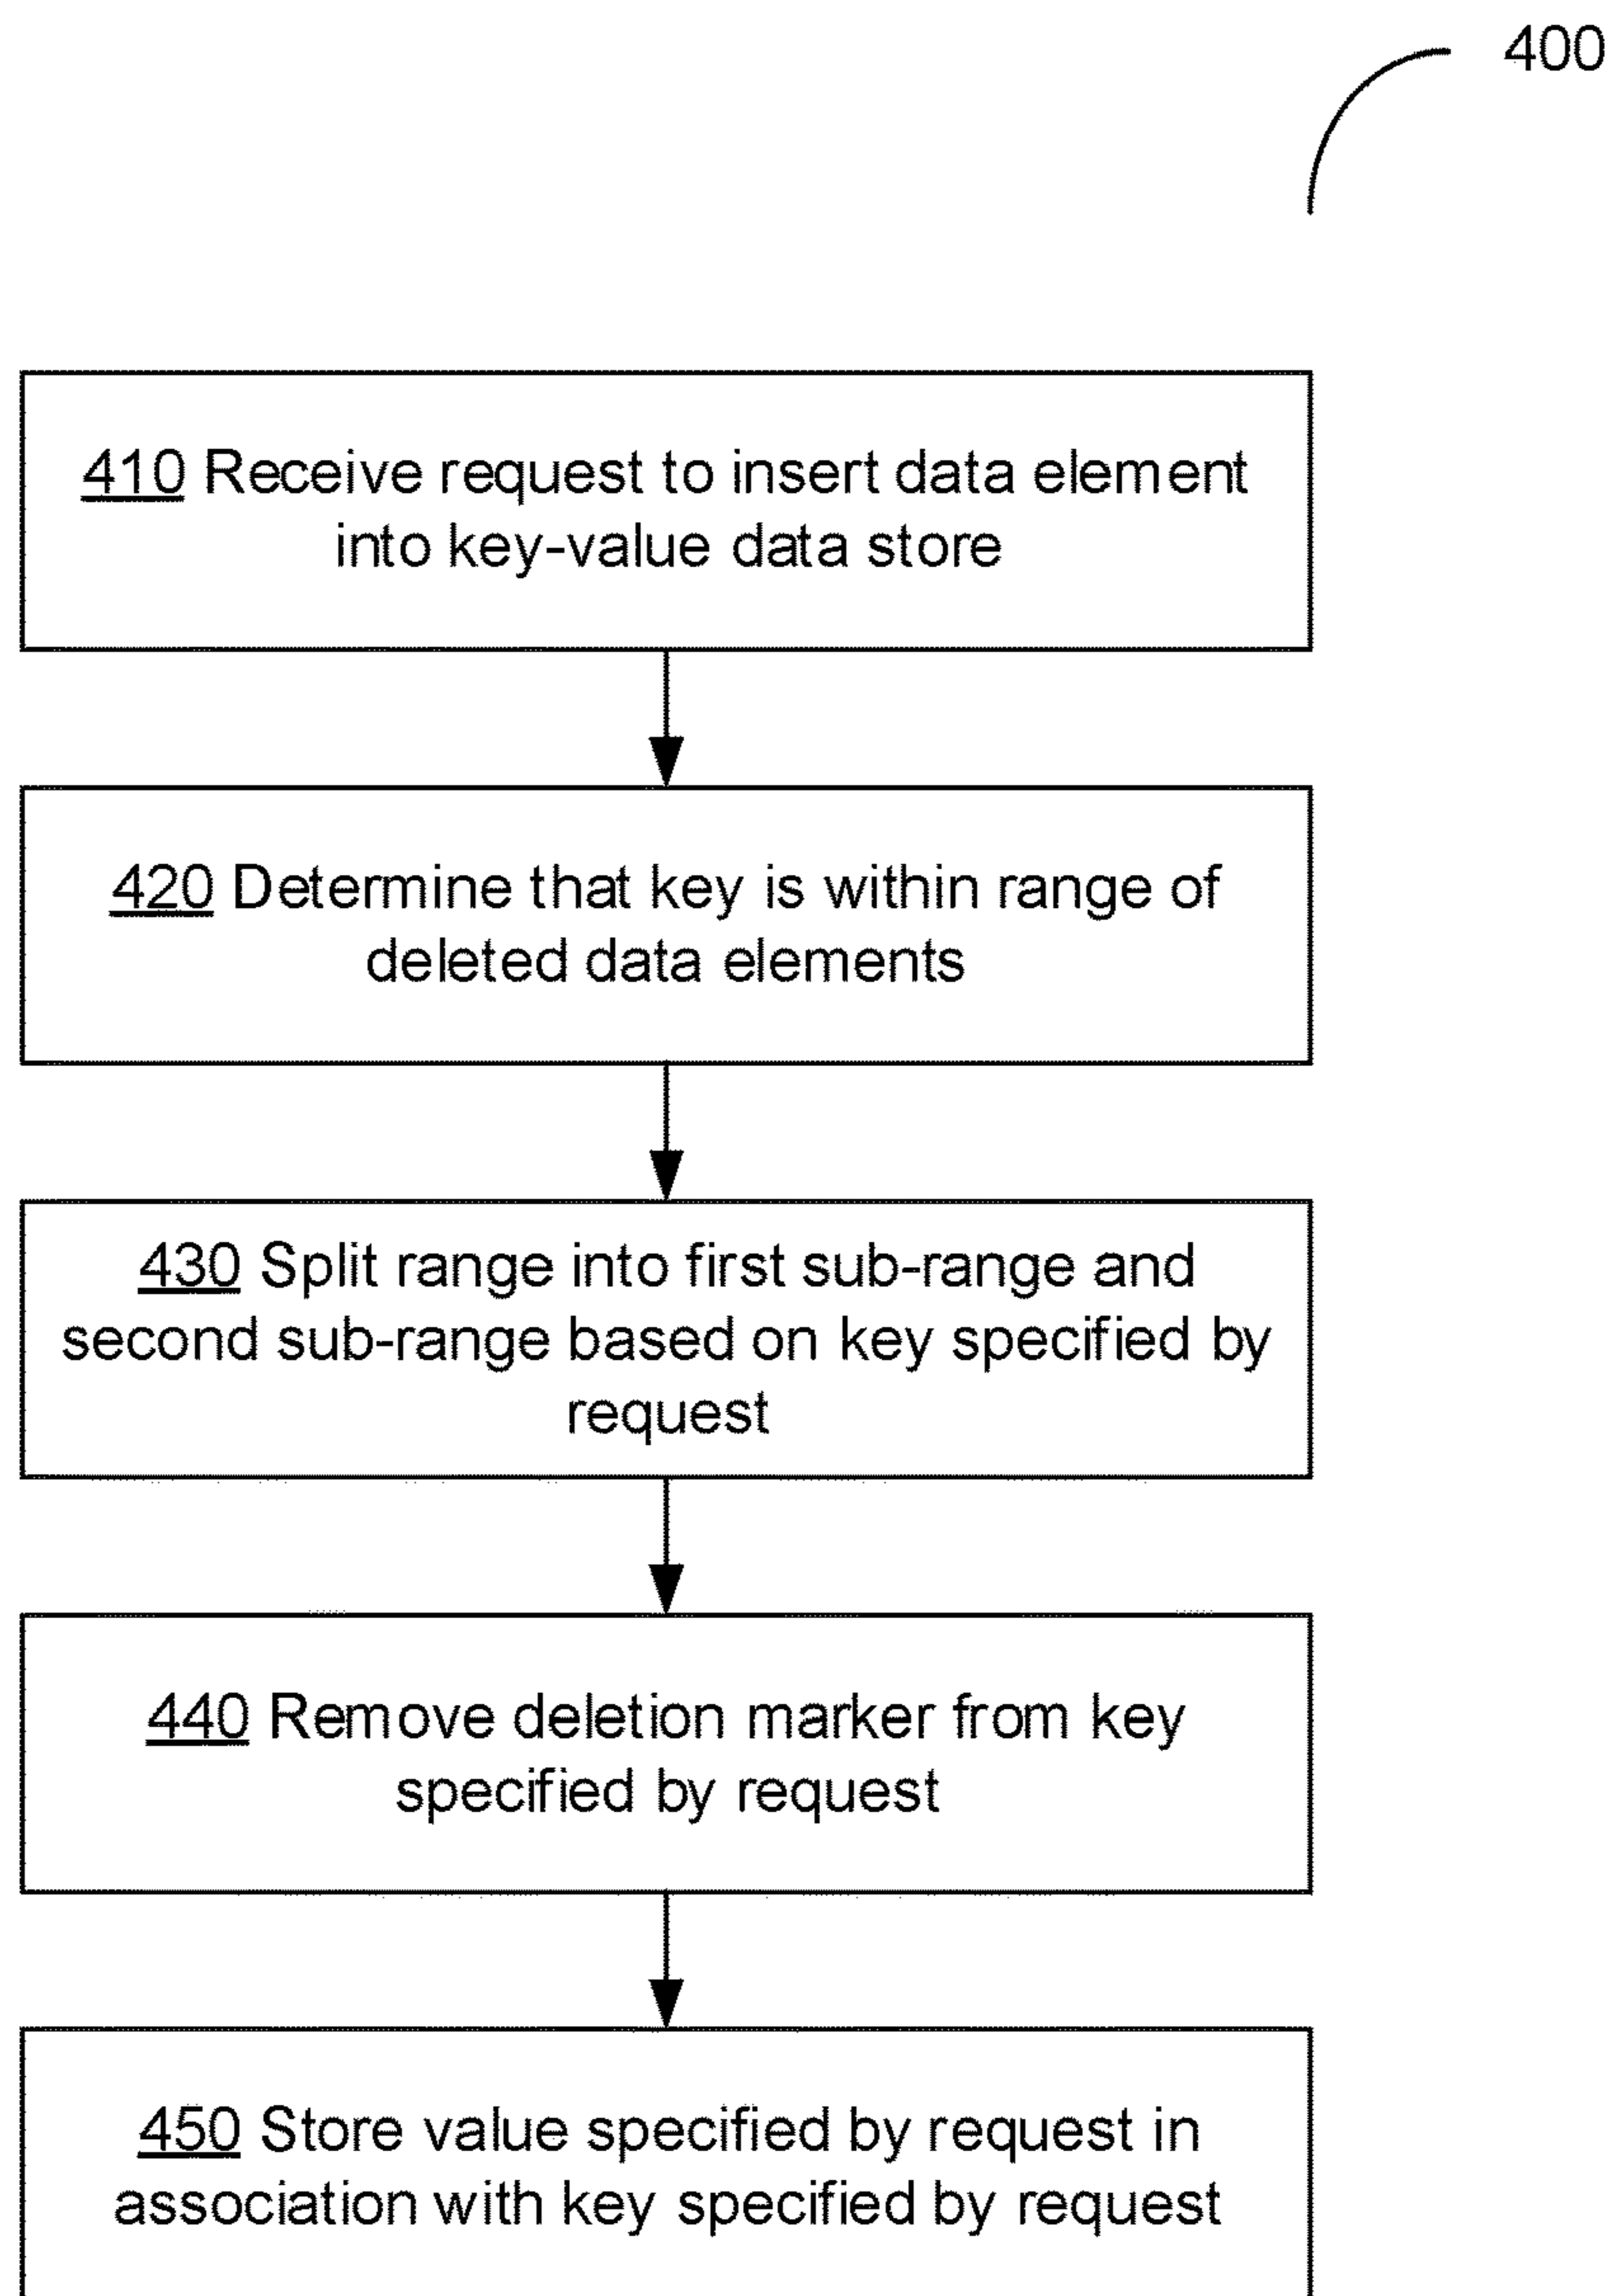 400
410 Receive request to insert data element
into key-value data store
420 Determine that key is within range of
deleted data elements
430 Split range into first sub-range and
second sub-range based on key specified by
request
440 Remove deletion marker from key
specified by request
450 Store value specified by request in
association with key specified by request